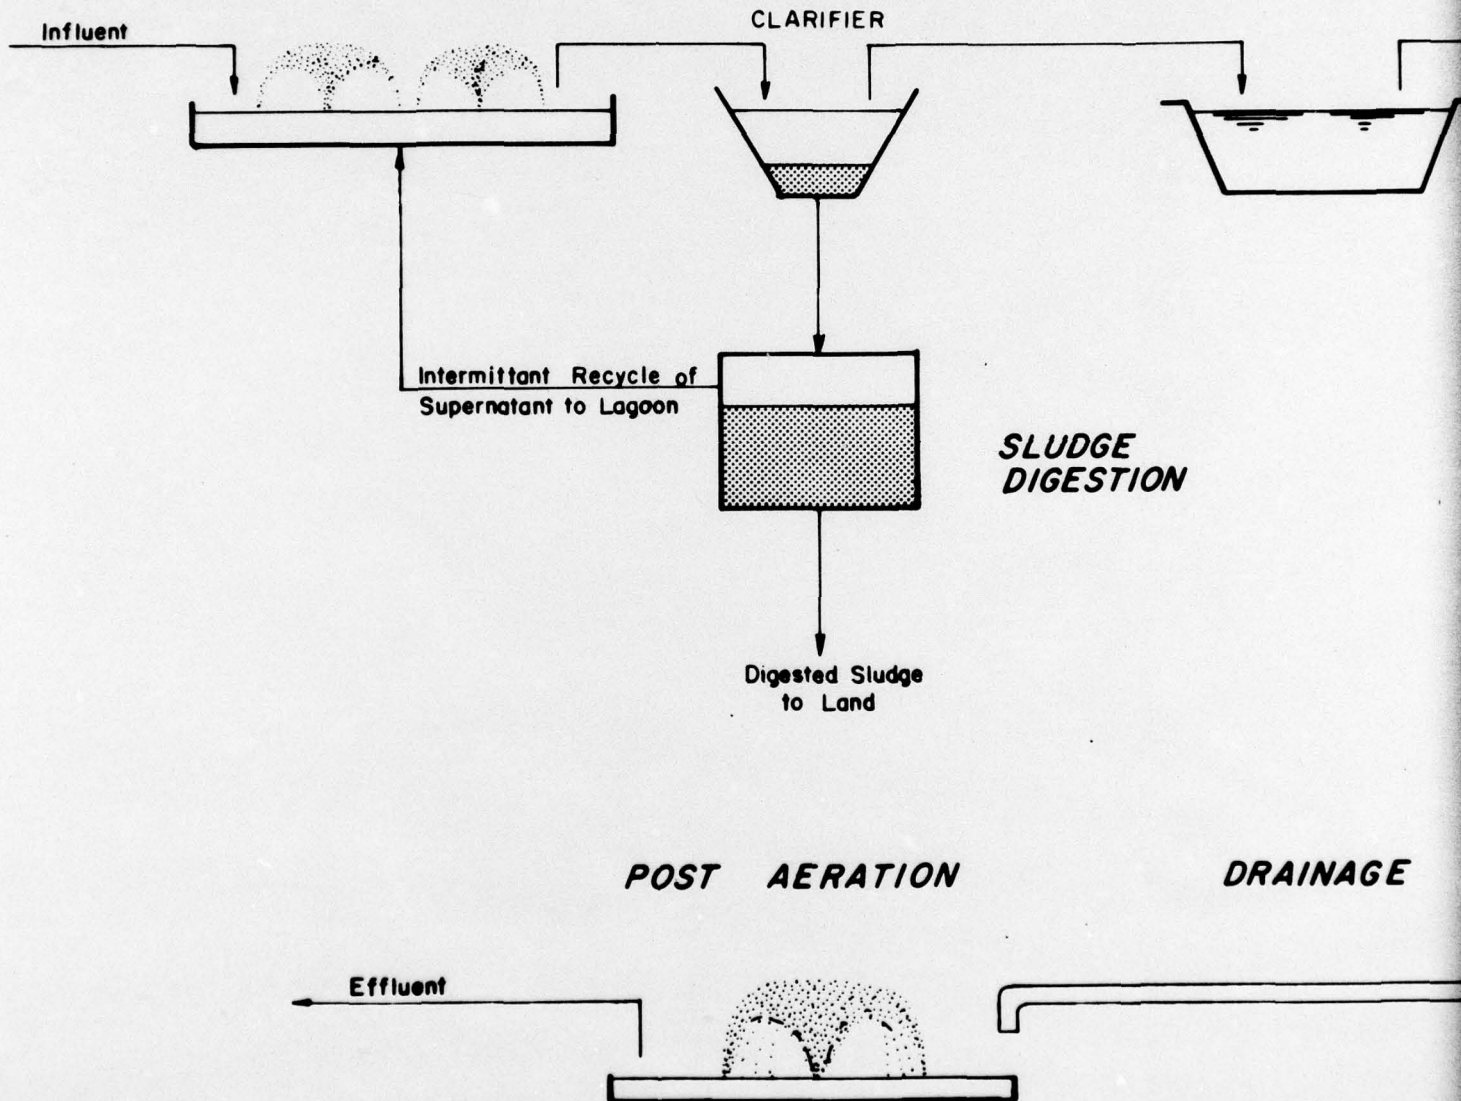 CLARIFIER
Influent
Intermittant Recycle of
Supernatant to Lagoon
SLUDGE
DIGESTION
Digested Sludge
to Land
POST AERATION
DRAINAGE
Effluent